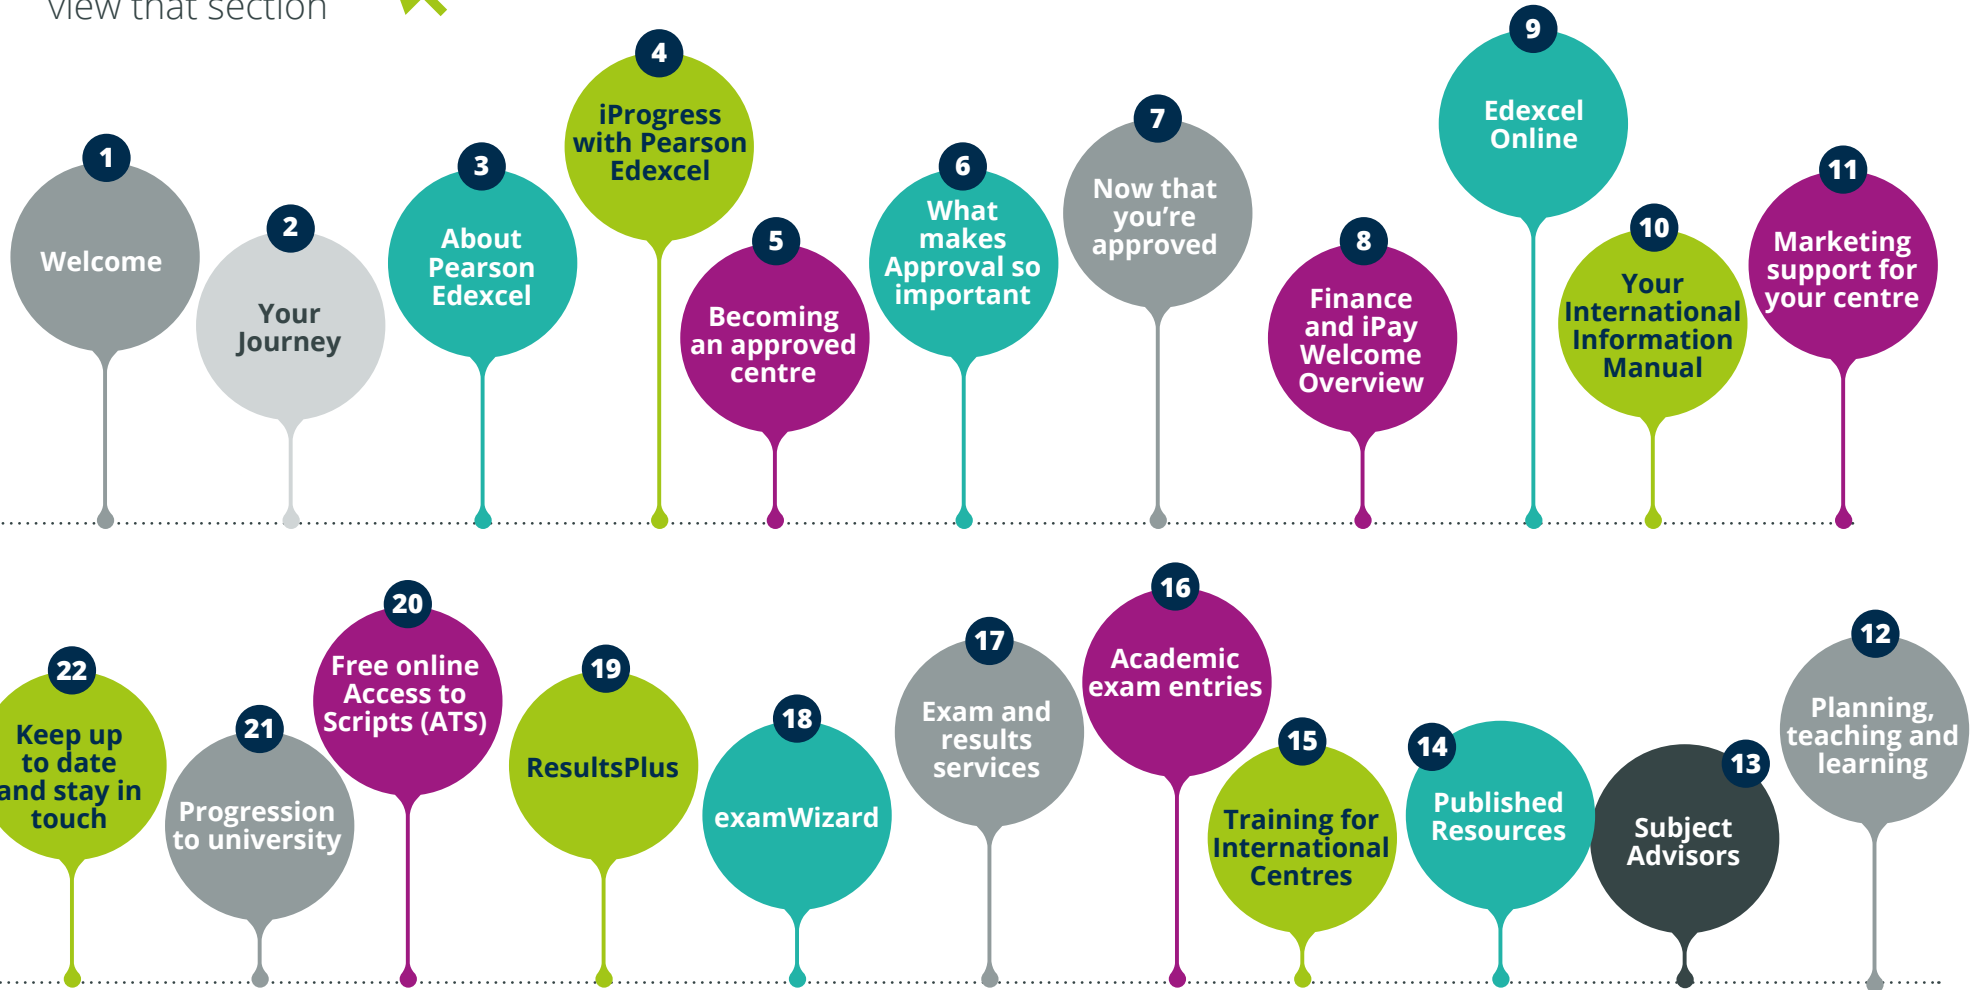 view that section
1
Welcome
2
Your
Journey
3
About
Pearson
Edexcel
4
iProgress
with Pearson
Edexcel
5
Becoming
an approved
centre
6
What
makes
Approval so
important
7
Now that
you’re
approved
8
Finance
and iPay
Welcome
Overview
9
Edexcel
Online
10
Your
International
Information
Manual
11
Marketing
support for
your centre
12
Planning,
teaching and
learning
13
Subject
Advisors
14
Published
Resources
15
Training for
International
Centres
16
Academic
exam entries
17
Exam and
results
services
18
examWizard
19
ResultsPlus
20
Free online
Access to
Scripts (ATS)
21
Progression
to university
22
Keep up
to date
and stay in
touch